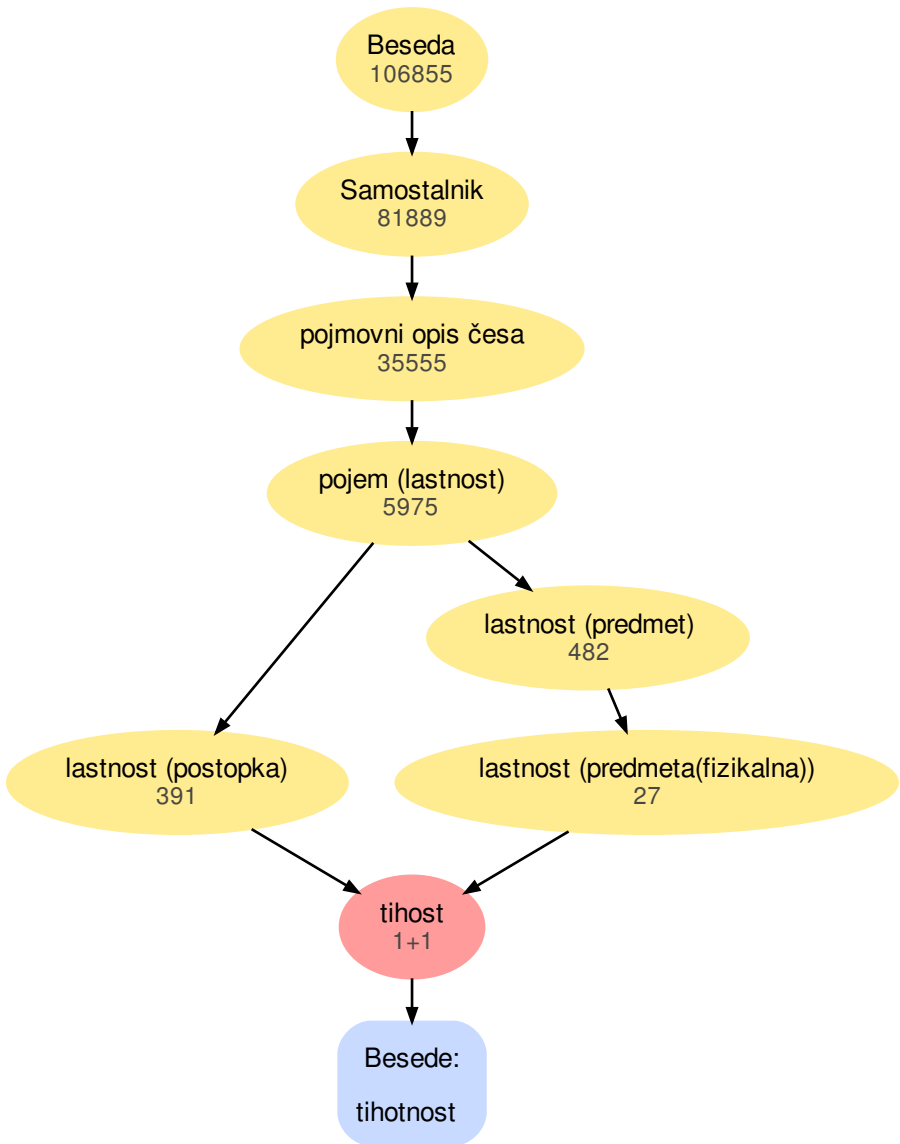 Beseda
106855
Samostalnik
81889
pojmovni opis česa
35555
pojem (lastnost)
5975
lastnost (predmet)
482
lastnost (postopka)
391
lastnost (predmeta(fizikalna))
27
tihost
1+1
Besede:
tihotnost